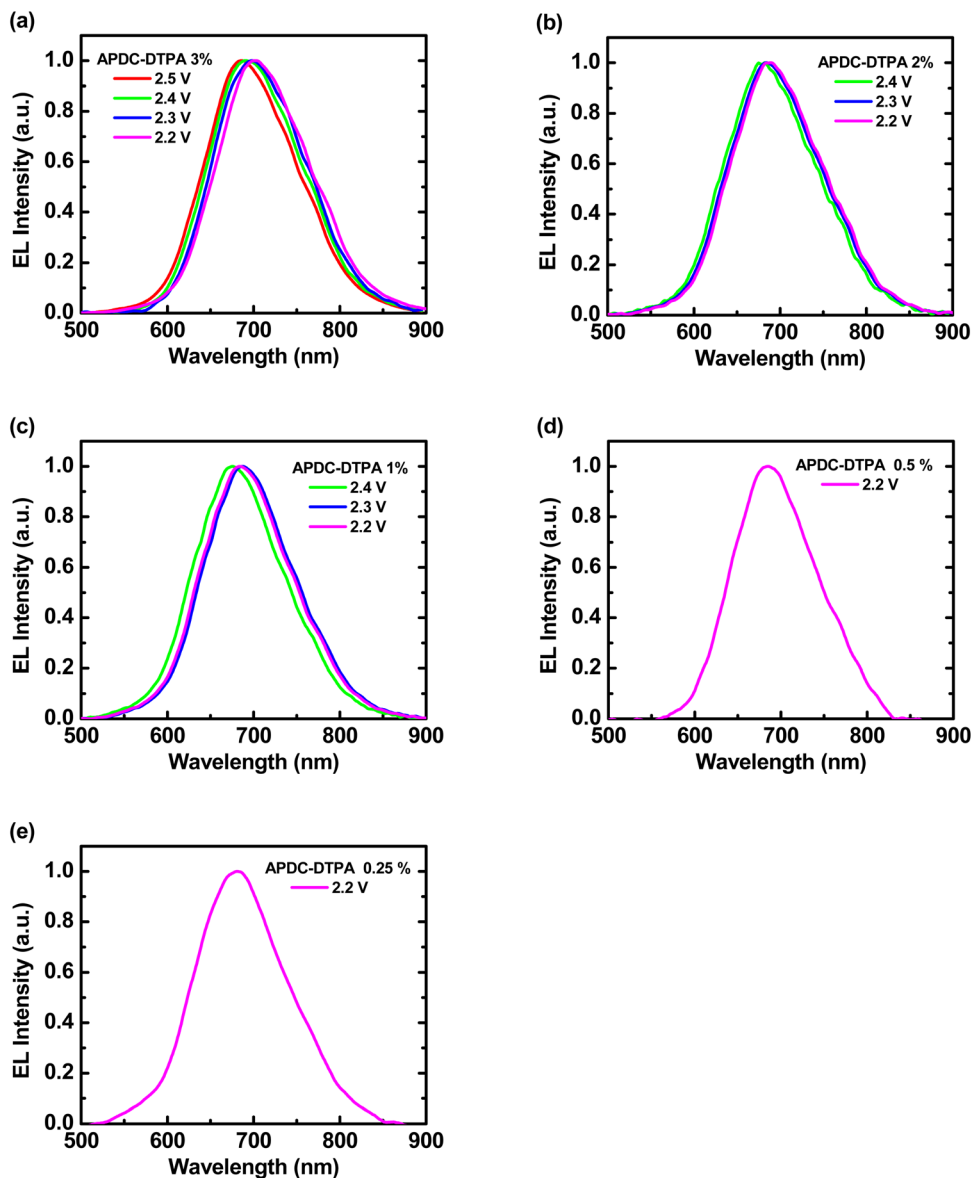 (a)
APDC-DTPA 3%
2.5 V
2.4 V
2.3 V
2.2 V
EL Intensity (a.u.)
1.0
0.8
0.6
0.4
0.2
0.0
500 600 700 800 900
Wavelength (nm)
(b)
APDC-DTPA 2%
2.4 V
2.3 V
2.2 V
EL Intensity (a.u.)
1.0
0.8
0.6
0.4
0.2
0.0
500 600 700 800 900
Wavelength (nm)
(c)
APDC-DTPA 1%
2.4 V
2.3 V
2.2 V
EL Intensity (a.u.)
1.0
0.8
0.6
0.4
0.2
0.0
500 600 700 800 900
Wavelength (nm)
(d)
APDC-DTPA 0.5 %
2.2 V
EL Intensity (a.u.)
1.0
0.8
0.6
0.4
0.2
0.0
500 600 700 800 900
Wavelength (nm)
(e)
APDC-DTPA 0.25 %
2.2 V
EL Intensity (a.u.)
1.0
0.8
0.6
0.4
0.2
0.0
500 600 700 800 900
Wavelength (nm)